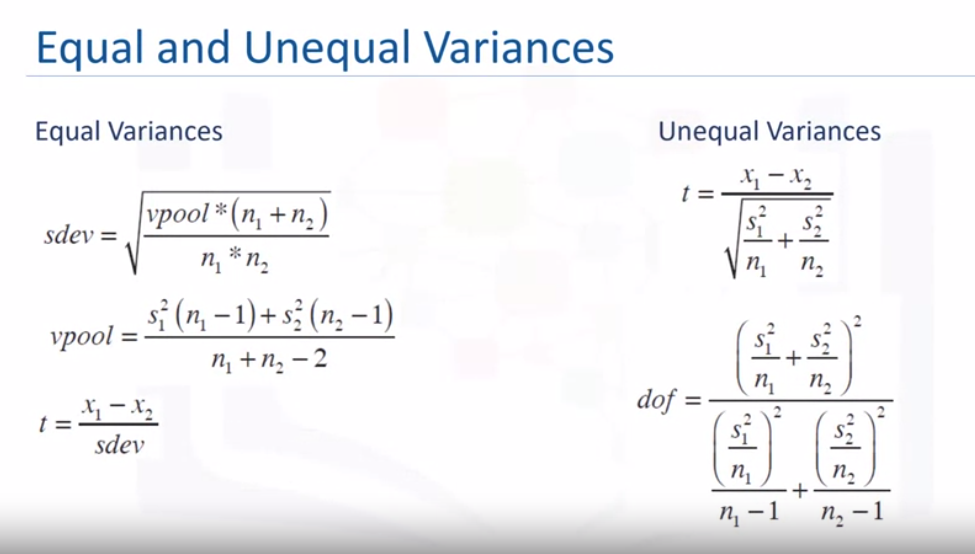 Equal and Unequal Variances
Equal Variances
sdev = √(vpool * (n₁ + n₂) / n₁ * n₂)
vpool = s₁² (n₁ − 1) + s₂² (n₂ − 1) / n₁ + n₂ − 2
t = x₁ − x₂ / sdev
Unequal Variances
t = x₁ − x₂ / √(s₁²/n₁ + s₂²/n₂)
dof = (s₁²/n₁ + s₂²/n₂)² / (s₁²/n₁)²/n₁ − 1 + (s₂²/n₂)²/n₂ − 1